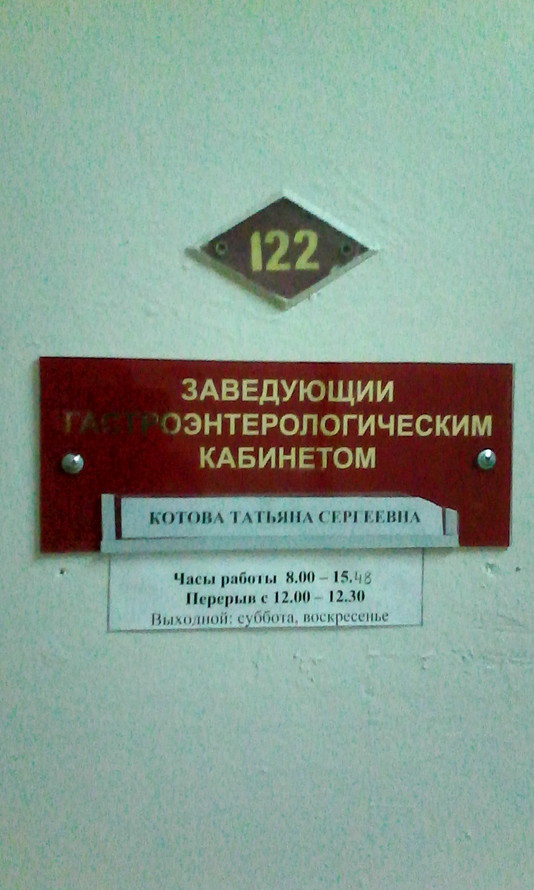 122
ЗАВЕДУЮЩИЙ
ГАСТРОЭНТЕРОЛОГИЧЕСКИМ
КАБИНЕТОМ
КОТОВА ТАТЬЯНА СЕРГЕЕВНА
Часы работы 8.00 – 15.48
Перерыв с 12.00 – 12.30
Выходной: суббота, воскресенье